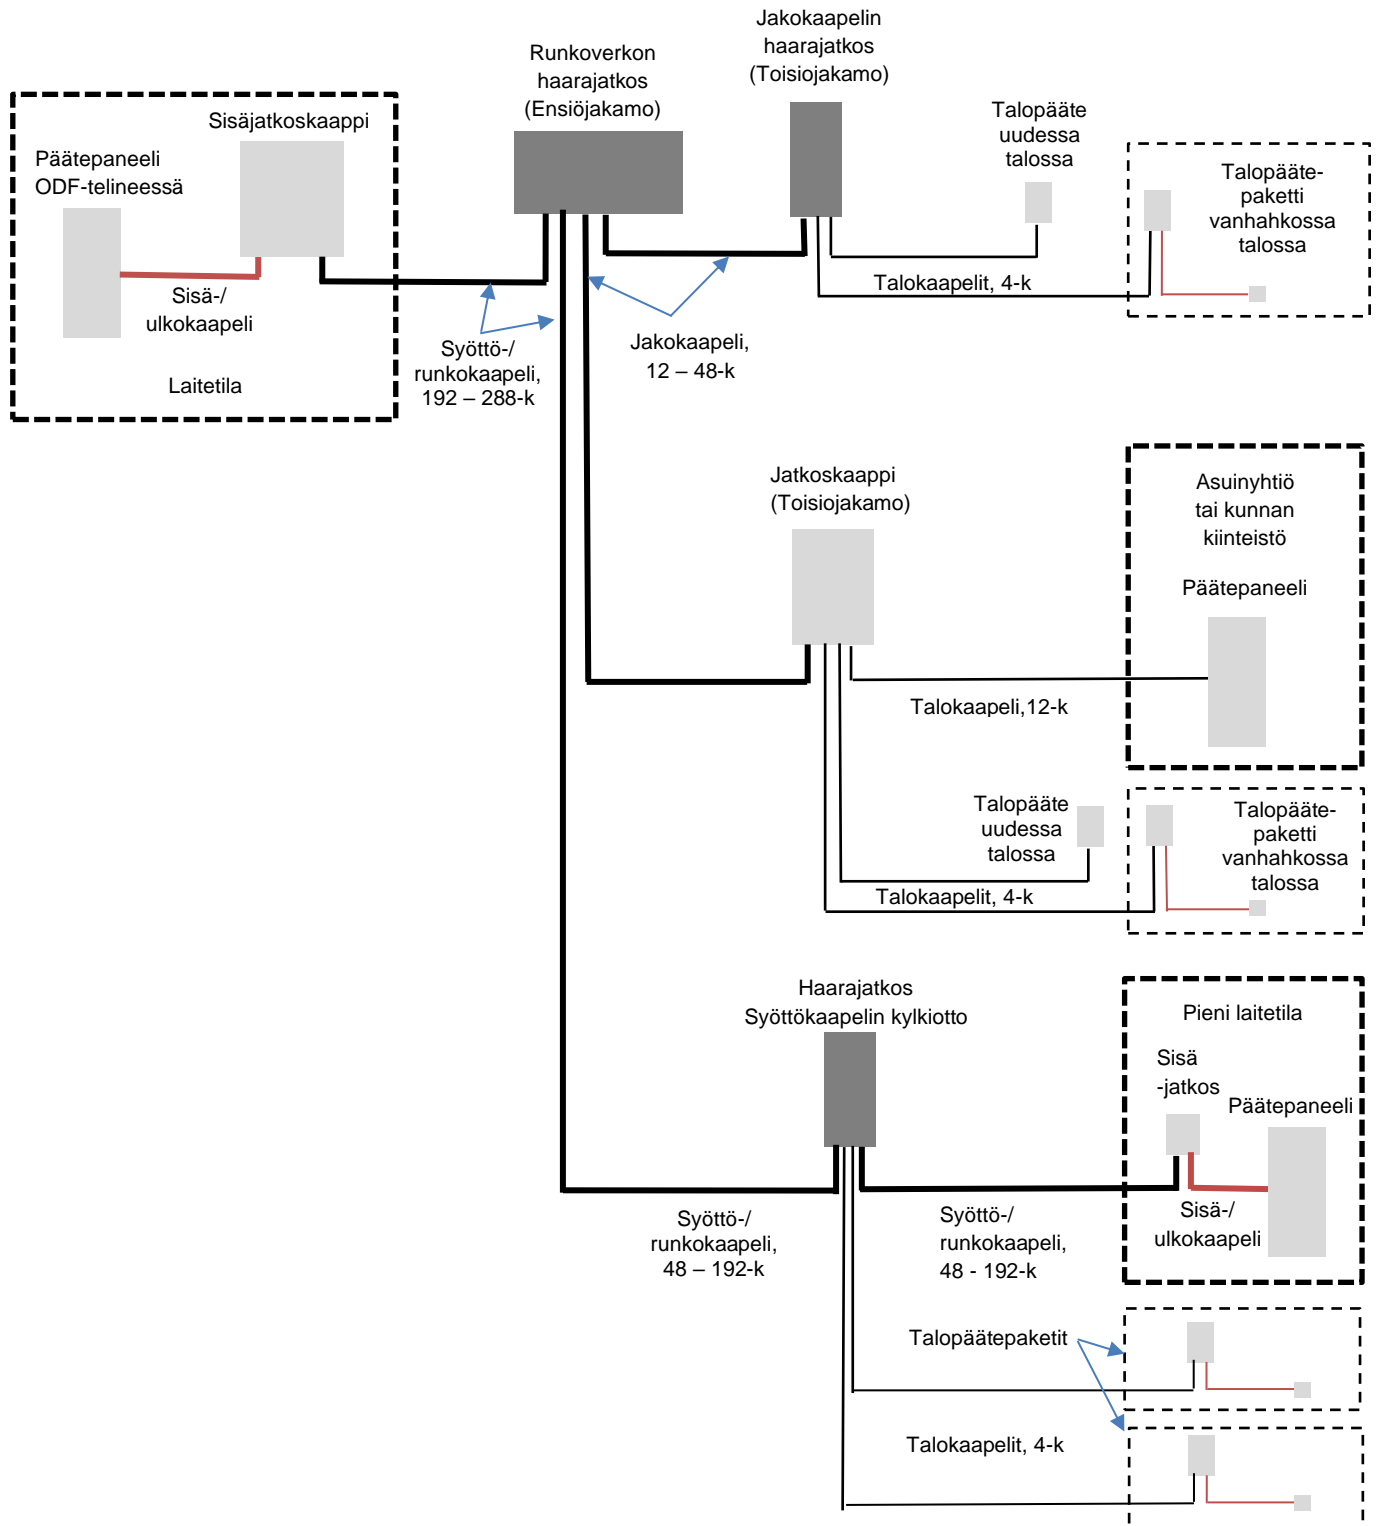 Jakokaapelin
haarajatkos
(Toisiojakamo)
Runkoverkon
haarajatkos
(Ensiöjakamo)
Sisäjatkoskaappi
Päätepaneeli
ODF-telineessä
Sisä-/
ulkokaapeli
Laitetila
Talopääte
uudessa
talossa
Talopääte-
paketti
vanhahkossa
talossa
Talokaapelit, 4-k
Syöttö-/
runkokaapeli,
192 – 288-k
Jakokaapeli,
12 – 48-k
Jatkoskaappi
(Toisiojakamo)
Asuinyhtiö
tai kunnan
kiinteistö
Päätepaneeli
Talokaapeli,12-k
Talopääte
uudessa
talossa
Talopääte-
paketti
vanhahkossa
talossa
Talokaapelit, 4-k
Haarajatkos
Syöttökaapelin kylkiotto
Pieni laitetila
Sisä
-jatkos
Päätepaneeli
Sisä-/
ulkokaapeli
Syöttö-/
runkokaapeli,
48 – 192-k
Syöttö-/
runkokaapeli,
48 - 192-k
Talopäätepaketit
Talokaapelit, 4-k